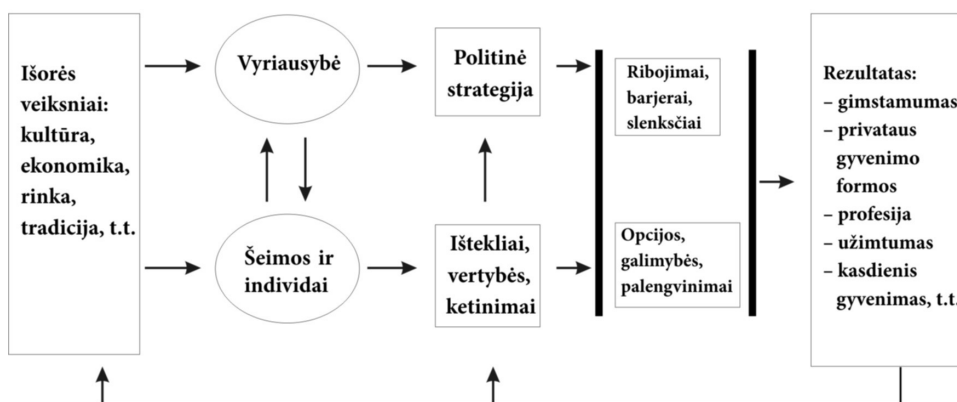 Išorės
veiksniai:
kultūra,
ekonomika,
rinka,
tradicija, t.t.
Vyriausybė
Šeimos ir
individai
Politinė
strategija
Ištekliai,
vertybės,
ketinimai
Ribojimai,
barjerai,
slenksčiai
Opcijos,
galimybės,
palengvinimai
Rezultatas:
– gimstamumas
– privataus
gyvenimo
formos
– profesija
– užimtumas
– kasdienis
gyvenimas, t.t.